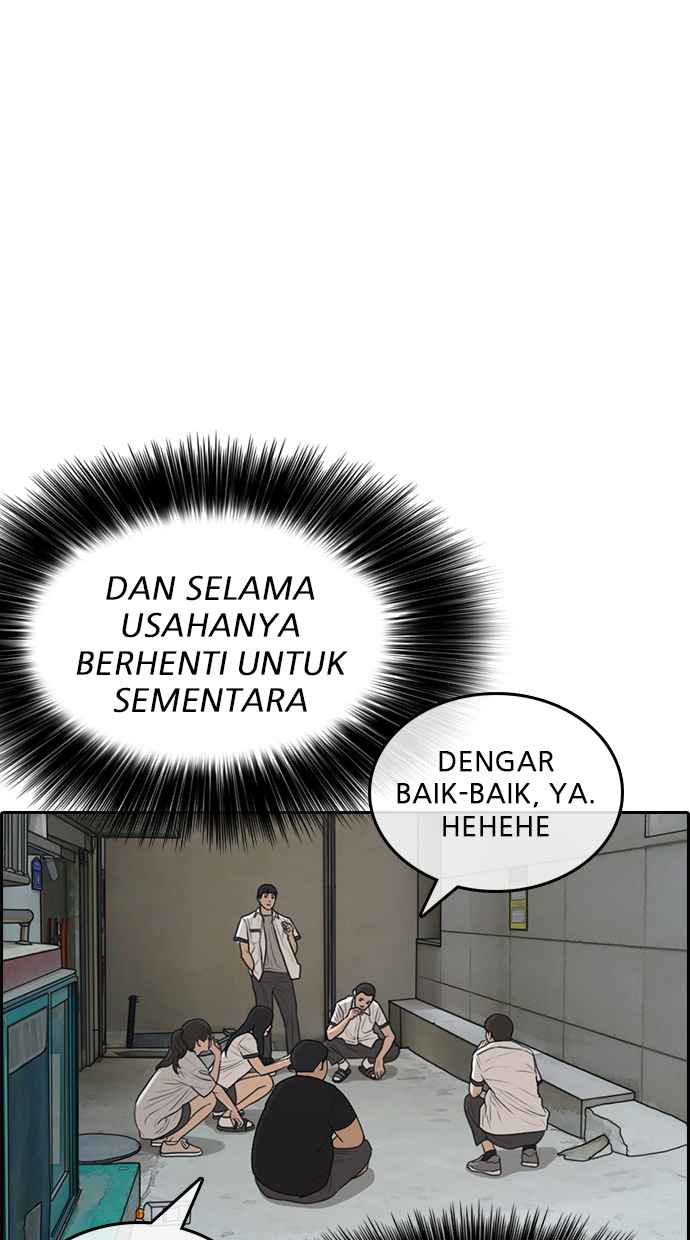 DAN SELAMA
USAHANYA
BERHENTI UNTUK
SEMENTARA
DENGAR
BAIK-BAIK, YA.
HEHEHE